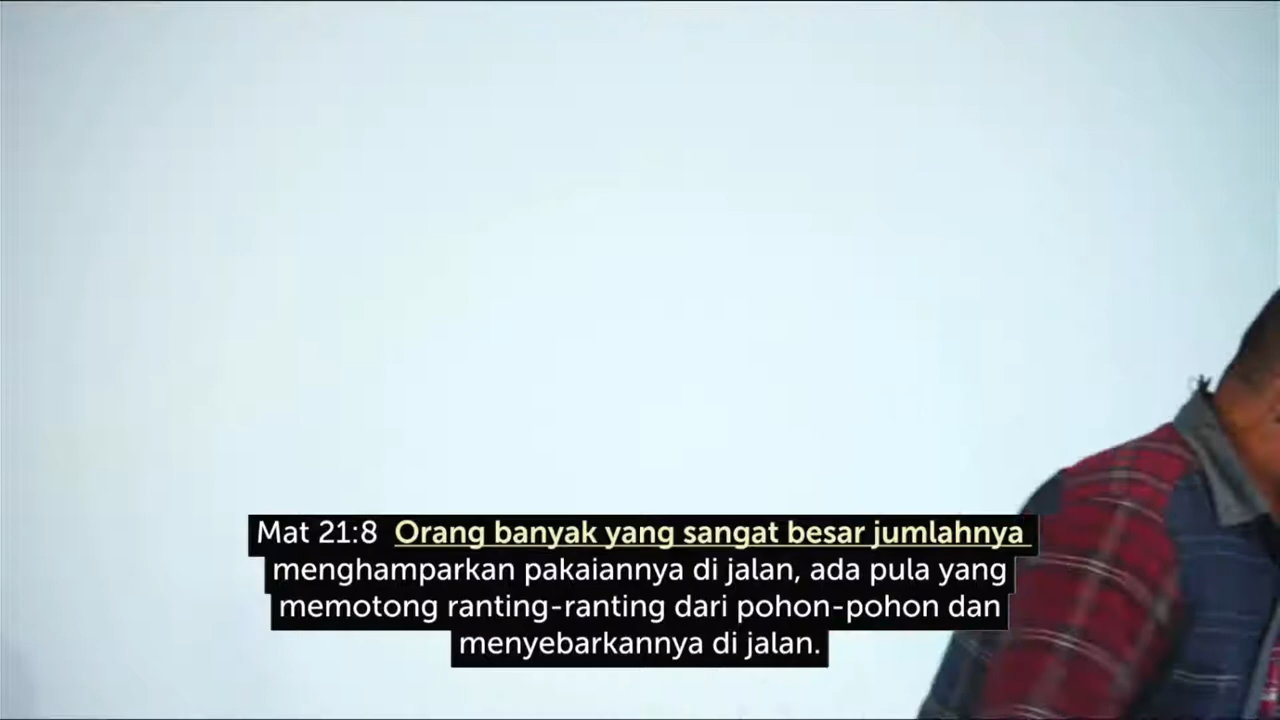 Mat 21:8 Orang banyak yang sangat besar jumlahnya
menghamparkan pakaiannya di jalan, ada pula yang
memotong ranting-ranting dari pohon-pohon dan
menyebarkannya di jalan.